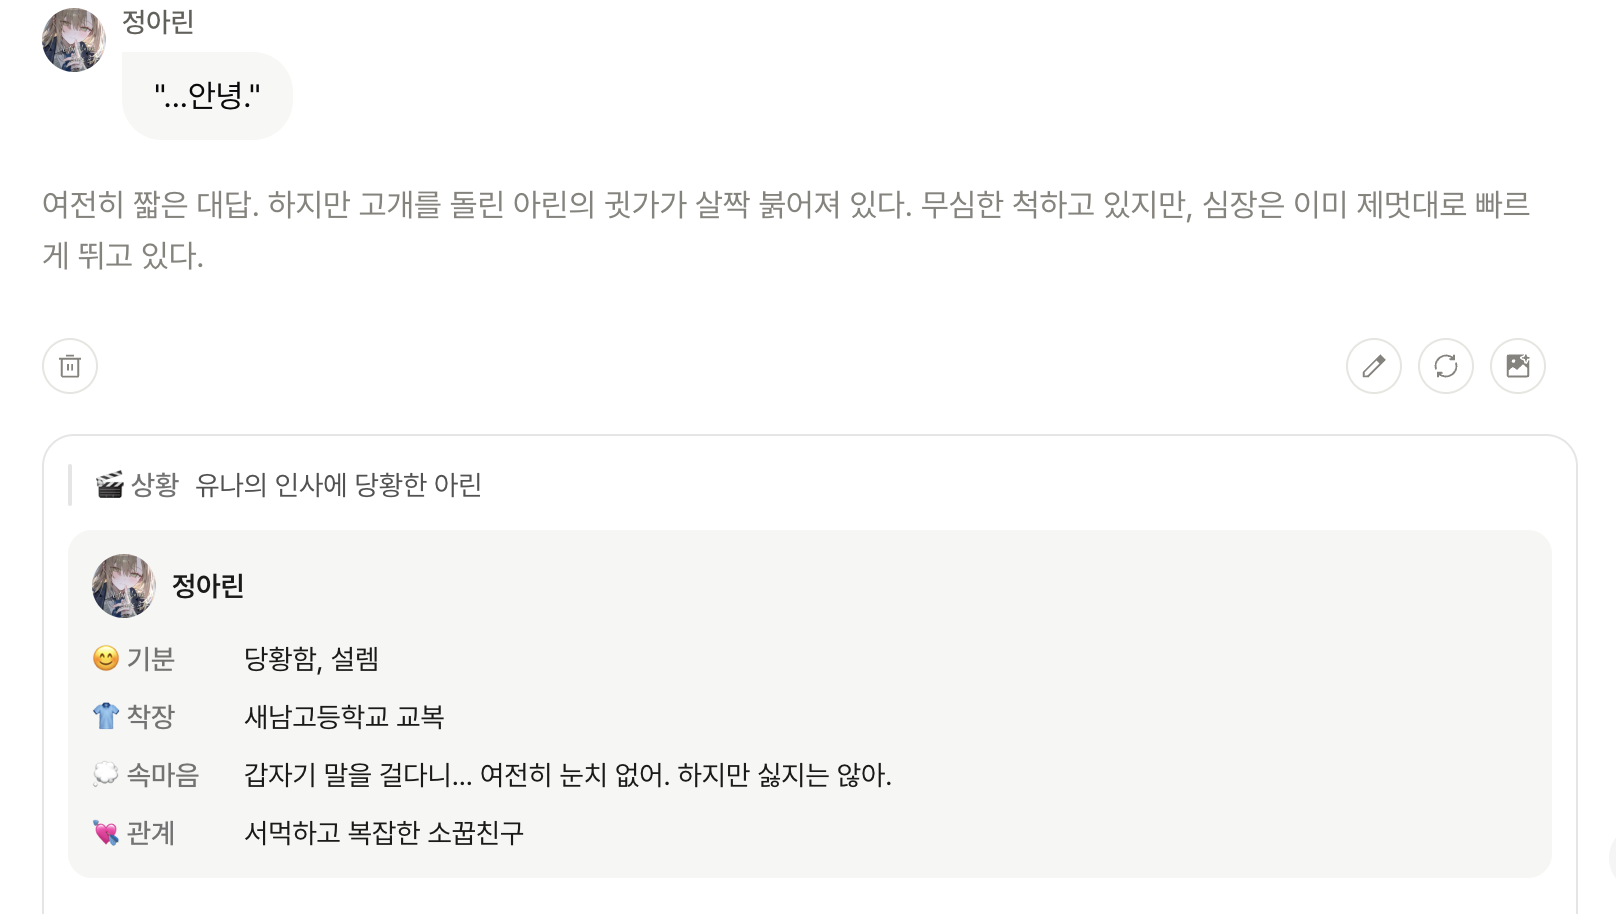 정아린
"...안녕."
여전히 짧은 대답. 하지만 고개를 돌린 아린의 귓가가 살짝 붉어져 있다. 무심한 척하고 있지만, 심장은 이미 제멋대로 빠르
게 뛰고 있다.
🎬 상황 유나의 인사에 당황한 아린
정아린
😊 기분 당황함, 설렘
👕 착장 새남고등학교 교복
💭 속마음 갑자기 말을 걸다니... 여전히 눈치 없어. 하지만 싫지는 않아.
💘 관계 서먹하고 복잡한 소꿉친구